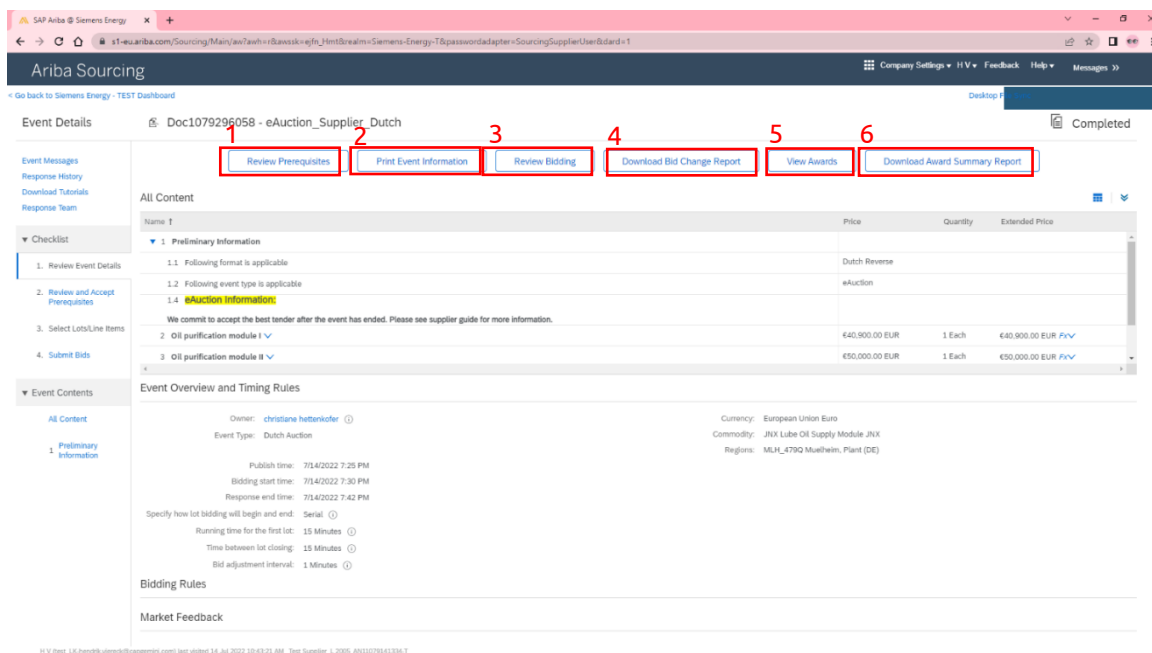 SAP Ariba @ Siemens Energy
s1-eu.ariba.com/Sourcing/Main/aw?awh=r&awssk=ejfn_Hmt&realm=Siemens-Energy-T&passwordadapter=SourcingSupplierUser&dard=1
Ariba Sourcing
Company Settings ▾ H V ▾ Feedback Help ▾ Messages »
< Go back to Siemens Energy - TEST Dashboard
Desktop F
Event Details
Doc1079296058 - eAuction_Supplier_Dutch
Completed
1 2 3 4 5 6
Review Prerequisites Print Event Information Review Bidding Download Bid Change Report View Awards Download Award Summary Report
Event Messages
Response History
Download Tutorials
Response Team
▼ Checklist
1. Review Event Details
2. Review and Accept
Prerequisites
3. Select Lots/Line Items
4. Submit Bids
▼ Event Contents
All Content
1 Preliminary
Information
All Content
Name ↑ Price Quantity Extended Price
▼ 1 Preliminary Information
1.1 Following format is applicable Dutch Reverse
1.2 Following event type is applicable eAuction
1.4 eAuction Information:
We commit to accept the best tender after the event has ended. Please see supplier guide for more information.
2 Oil purification module I €40,900.00 EUR 1 Each €40,900.00 EUR
3 Oil purification module II €50,000.00 EUR 1 Each €50,000.00 EUR
Event Overview and Timing Rules
Owner: christiane hettenkofer
Event Type: Dutch Auction
Publish time: 7/14/2022 7:25 PM
Bidding start time: 7/14/2022 7:30 PM
Response end time: 7/14/2022 7:42 PM
Specify how lot bidding will begin and end: Serial
Running time for the first lot: 15 Minutes
Time between lot closing: 15 Minutes
Bid adjustment interval: 1 Minutes
Currency: European Union Euro
Commodity: JNX Lube Oil Supply Module JNX
Regions: MLH_479Q Muelheim, Plant (DE)
Bidding Rules
Market Feedback
last visited 14 Jul 2022 10:43:21 AM